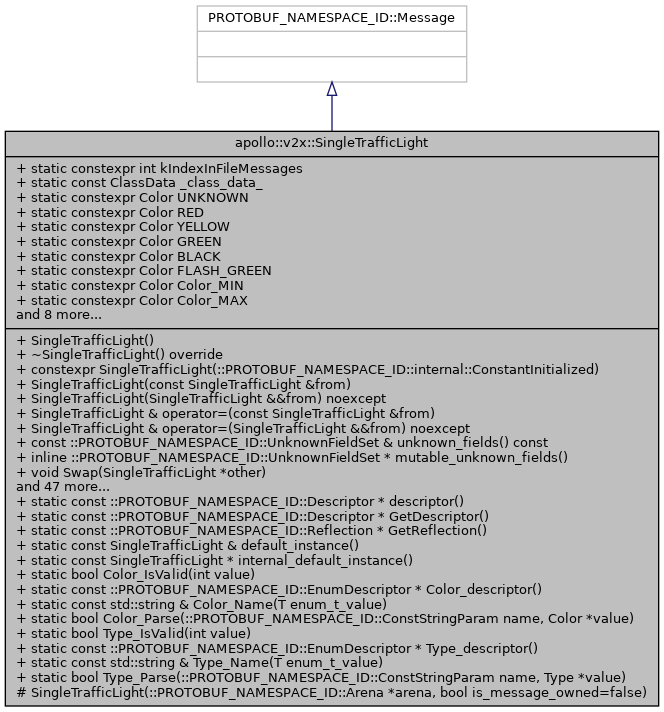 PROTOBUF_NAMESPACE_ID::Message
apollo::v2x::SingleTrafficLight
+ static constexpr int kIndexInFileMessages
+ static const ClassData _class_data_
+ static constexpr Color UNKNOWN
+ static constexpr Color RED
+ static constexpr Color YELLOW
+ static constexpr Color GREEN
+ static constexpr Color BLACK
+ static constexpr Color FLASH_GREEN
+ static constexpr Color Color_MIN
+ static constexpr Color Color_MAX
and 8 more...
+ SingleTrafficLight()
+ ~SingleTrafficLight() override
+ constexpr SingleTrafficLight(::PROTOBUF_NAMESPACE_ID::internal::ConstantInitialized)
+ SingleTrafficLight(const SingleTrafficLight &from)
+ SingleTrafficLight(SingleTrafficLight &&from) noexcept
+ SingleTrafficLight & operator=(const SingleTrafficLight &from)
+ SingleTrafficLight & operator=(SingleTrafficLight &&from) noexcept
+ const ::PROTOBUF_NAMESPACE_ID::UnknownFieldSet & unknown_fields() const
+ inline ::PROTOBUF_NAMESPACE_ID::UnknownFieldSet * mutable_unknown_fields()
+ void Swap(SingleTrafficLight *other)
and 47 more...
+ static const ::PROTOBUF_NAMESPACE_ID::Descriptor * descriptor()
+ static const ::PROTOBUF_NAMESPACE_ID::Descriptor * GetDescriptor()
+ static const ::PROTOBUF_NAMESPACE_ID::Reflection * GetReflection()
+ static const SingleTrafficLight & default_instance()
+ static const SingleTrafficLight * internal_default_instance()
+ static bool Color_IsValid(int value)
+ static const ::PROTOBUF_NAMESPACE_ID::EnumDescriptor * Color_descriptor()
+ static const std::string & Color_Name(T enum_t_value)
+ static bool Color_Parse(::PROTOBUF_NAMESPACE_ID::ConstStringParam name, Color *value)
+ static bool Type_IsValid(int value)
+ static const ::PROTOBUF_NAMESPACE_ID::EnumDescriptor * Type_descriptor()
+ static const std::string & Type_Name(T enum_t_value)
+ static bool Type_Parse(::PROTOBUF_NAMESPACE_ID::ConstStringParam name, Type *value)
# SingleTrafficLight(::PROTOBUF_NAMESPACE_ID::Arena *arena, bool is_message_owned=false)